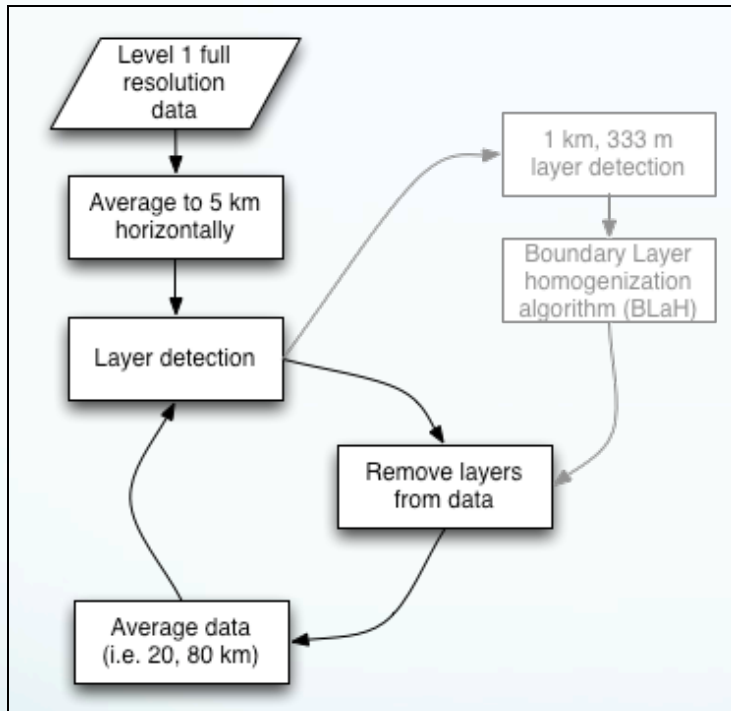 Level 1 full
resolution
data
Average to 5 km
horizontally
Layer detection
1 km, 333 m
layer detection
Boundary Layer
homogenization
algorithm (BLaH)
Remove layers
from data
Average data
(i.e. 20, 80 km)